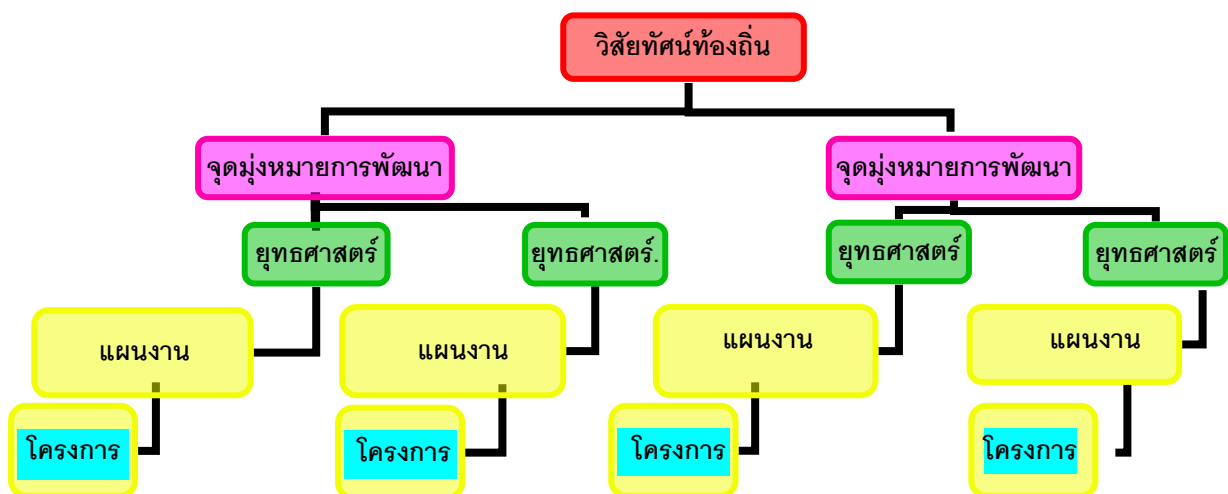 วิสัยทัศน์ท้องถิ่น
จุดมุ่งหมายการพัฒนา
จุดมุ่งหมายการพัฒนา
ยุทธศาสตร์
ยุทธศาสตร์.
ยุทธศาสตร์
ยุทธศาสตร์
แผนงาน
แผนงาน
แผนงาน
แผนงาน
โครงการ
โครงการ
โครงการ
โครงการ